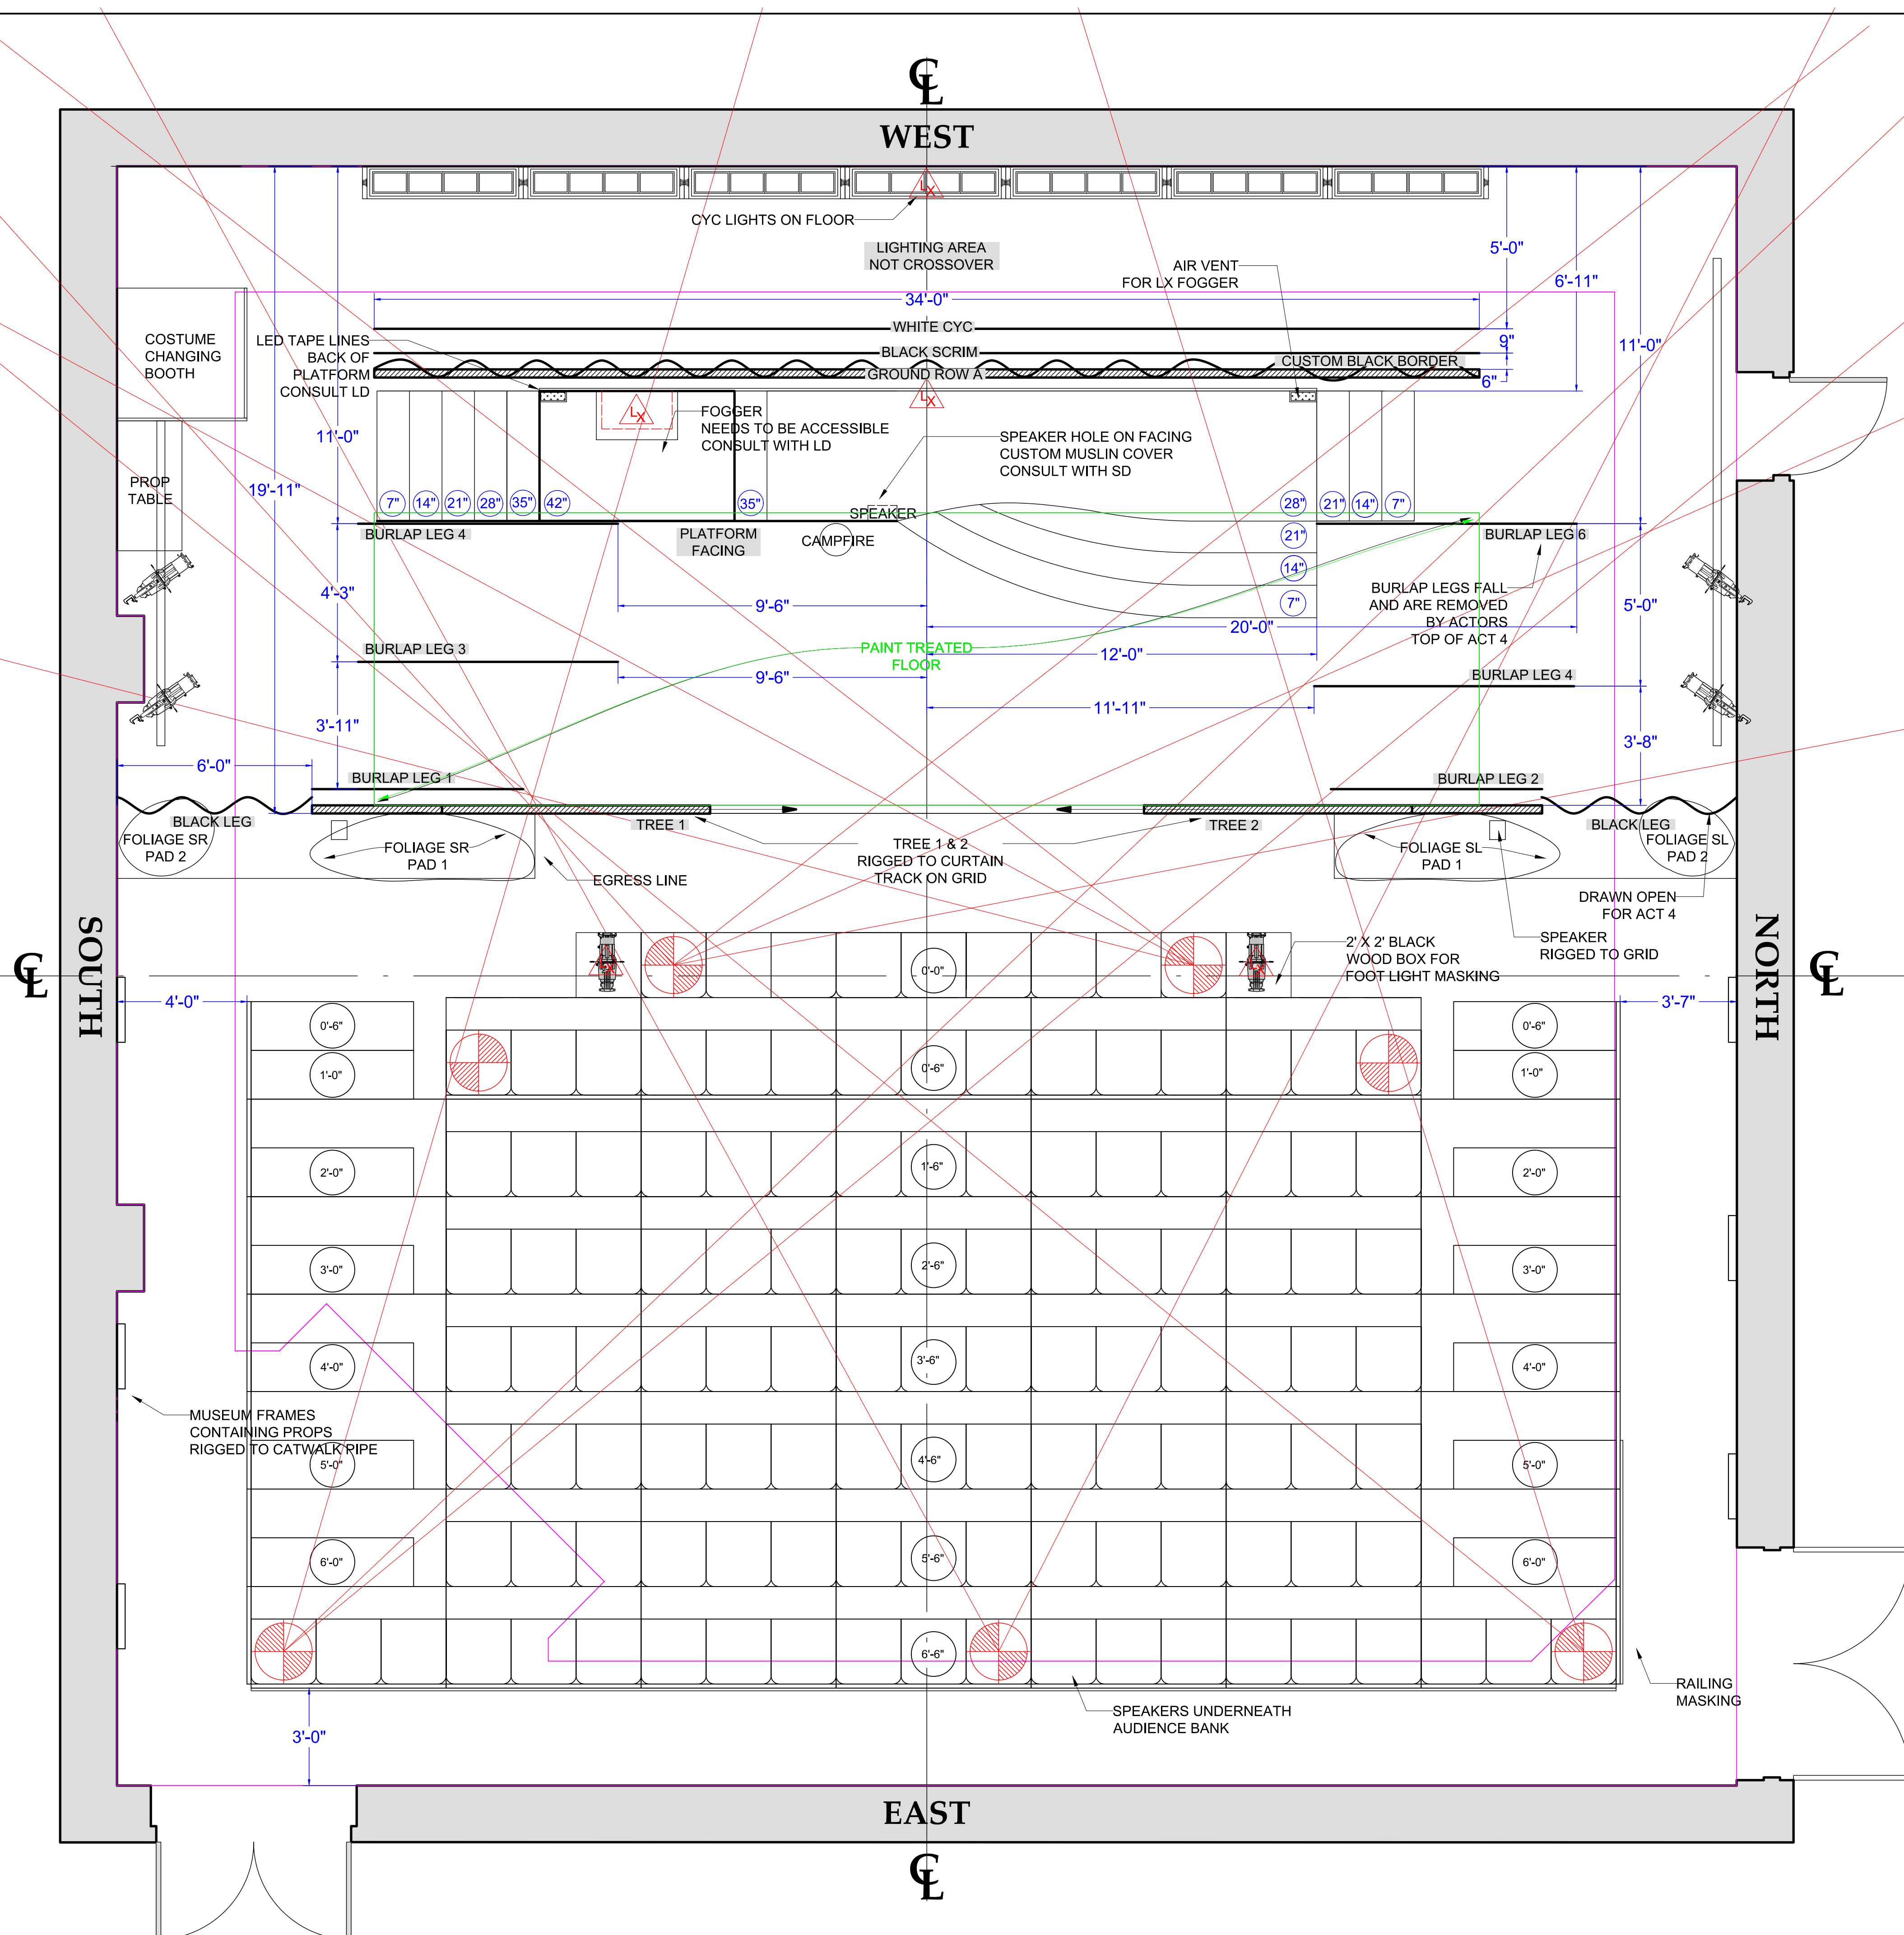 CL
WEST
CYC LIGHTS ON FLOOR
LX
LIGHTING AREA
NOT CROSSOVER
AIR VENT
FOR LX FOGGER
5'-0"
6'-11"
34'-0"
WHITE CYC
9"
11'-0"
BLACK SCRIM
CUSTOM BLACK BORDER
GROUND ROW A
6"
COSTUME
CHANGING
BOOTH
LED TAPE LINES
BACK OF
PLATFORM
CONSULT LD
LX
LX
FOGGER
NEEDS TO BE ACCESSIBLE
CONSULT WITH LD
SPEAKER HOLE ON FACING
CUSTOM MUSLIN COVER
CONSULT WITH SD
11'-0"
PROP
TABLE
19'-11"
7"
14"
21"
28"
35"
42"
35"
28"
21"
14"
7"
SPEAKER
BURLAP LEG 4
PLATFORM
FACING
CAMPFIRE
21"
14"
7"
BURLAP LEG 6
BURLAP LEGS FALL
AND ARE REMOVED
BY ACTORS
TOP OF ACT 4
4'-3"
9'-6"
5'-0"
20'-0"
PAINT TREATED
FLOOR
12'-0"
BURLAP LEG 3
9'-6"
BURLAP LEG 4
11'-11"
3'-11"
3'-8"
6'-0"
BURLAP LEG 1
BURLAP LEG 2
BLACK LEG
TREE 1
TREE 2
BLACK LEG
FOLIAGE SR
PAD 2
FOLIAGE SR
PAD 1
TREE 1 & 2
RIGGED TO CURTAIN
TRACK ON GRID
FOLIAGE SL
PAD 1
FOLIAGE SL
PAD 2
EGRESS LINE
DRAWN OPEN
FOR ACT 4
SPEAKER
RIGGED TO GRID
2' X 2' BLACK
WOOD BOX FOR
FOOT LIGHT MASKING
SOUTH
NORTH
CL
CL
4'-0"
3'-7"
0'-0"
0'-6"
0'-6"
1'-0"
0'-6"
1'-0"
2'-0"
1'-6"
2'-0"
3'-0"
2'-6"
3'-0"
4'-0"
3'-6"
4'-0"
MUSEUM FRAMES
CONTAINING PROPS
RIGGED TO CATWALK PIPE
5'-0"
4'-6"
5'-0"
6'-0"
5'-6"
6'-0"
6'-6"
SPEAKERS UNDERNEATH
AUDIENCE BANK
RAILING
MASKING
3'-0"
EAST
CL